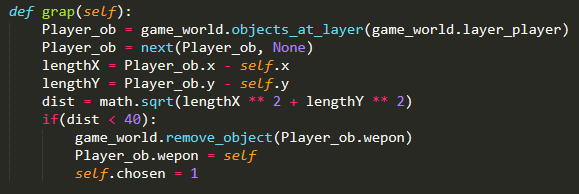 def grap(self):
Player_ob = game_world.objects_at_layer(game_world.layer_player)
Player_ob = next(Player_ob, None)
lengthX = Player_ob.x - self.x
lengthY = Player_ob.y - self.y
dist = math.sqrt(lengthX ** 2 + lengthY ** 2)
if(dist < 40):
game_world.remove_object(Player_ob.wepon)
Player_ob.wepon = self
self.chosen = 1